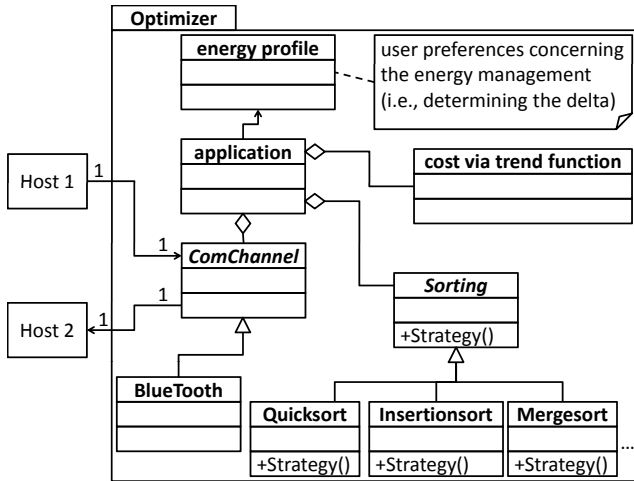 Optimizer
energy profile
user preferences concerning
the energy management
(i.e., determining the delta)
application
cost via trend function
Host 1
1
1
ComChannel
Host 2
1
1
Sorting
+Strategy()
BlueTooth
Quicksort
+Strategy()
Insertionsort
+Strategy()
Mergesort
+Strategy()
...